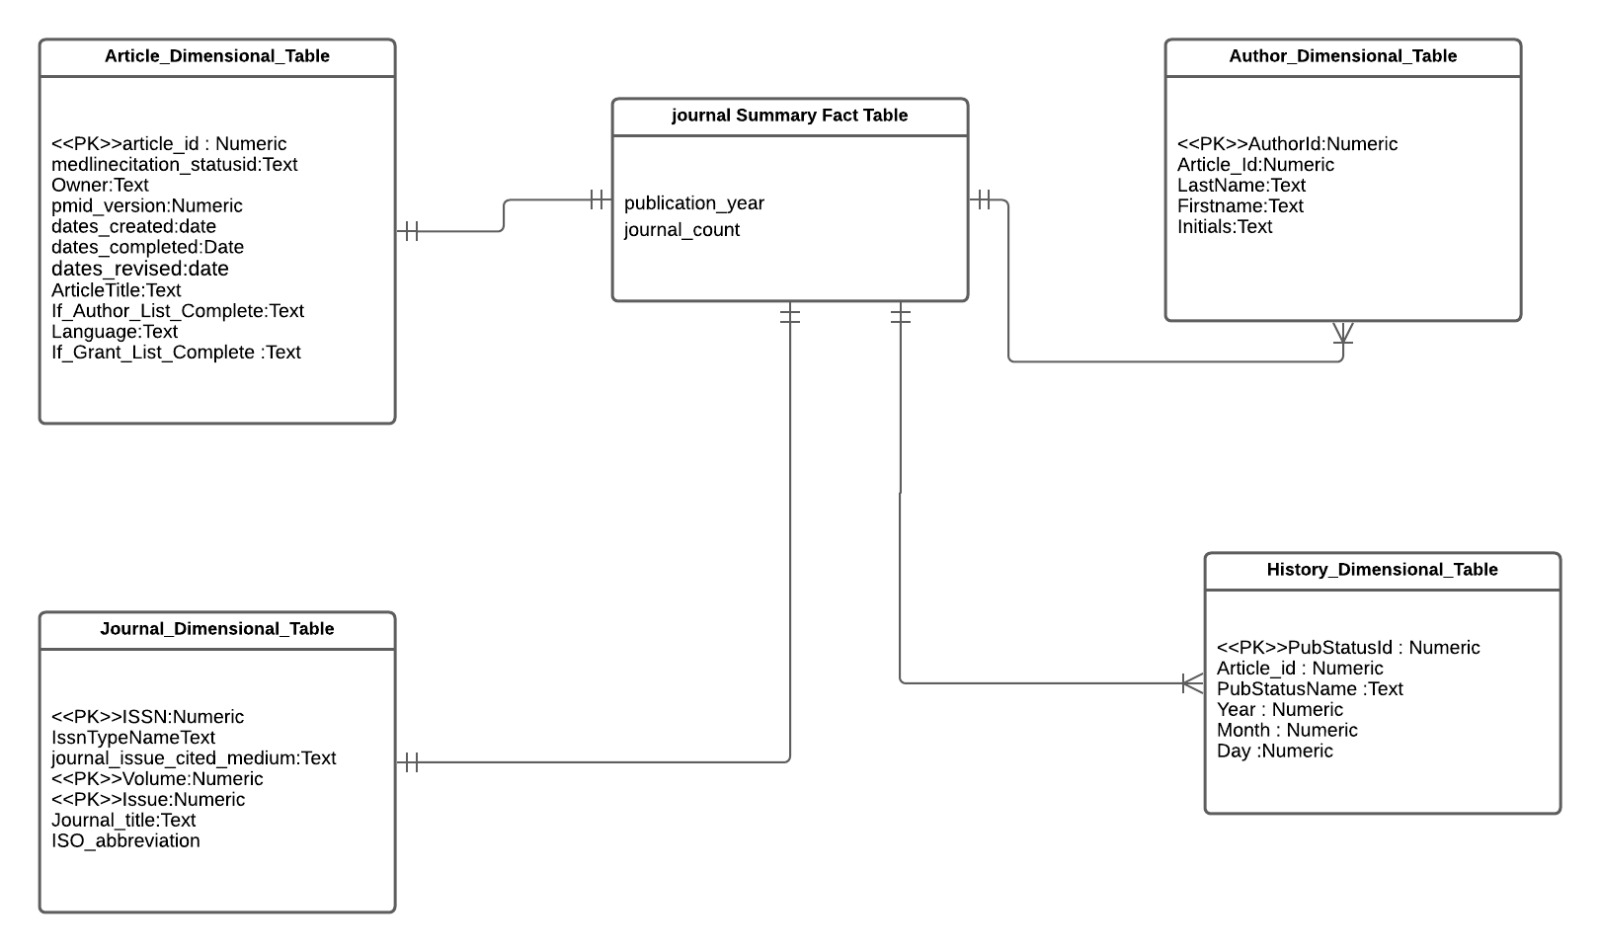 Article_Dimensional_Table
<<PK>>article_id : Numeric
medlinecitation_statusid:Text
Owner:Text
pmid_version:Numeric
dates_created:date
dates_completed:Date
dates_revised:date
ArticleTitle:Text
If_Author_List_Complete:Text
Language:Text
If_Grant_List_Complete :Text
journal Summary Fact Table
publication_year
journal_count
Author_Dimensional_Table
<<PK>>AuthorId:Numeric
Article_Id:Numeric
LastName:Text
Firstname:Text
Initials:Text
Journal_Dimensional_Table
<<PK>>ISSN:Numeric
IssnTypeNameText
journal_issue_cited_medium:Text
<<PK>>Volume:Numeric
<<PK>>Issue:Numeric
Journal_title:Text
ISO_abbreviation
History_Dimensional_Table
<<PK>>PubStatusId : Numeric
Article_id : Numeric
PubStatusName :Text
Year : Numeric
Month : Numeric
Day :Numeric